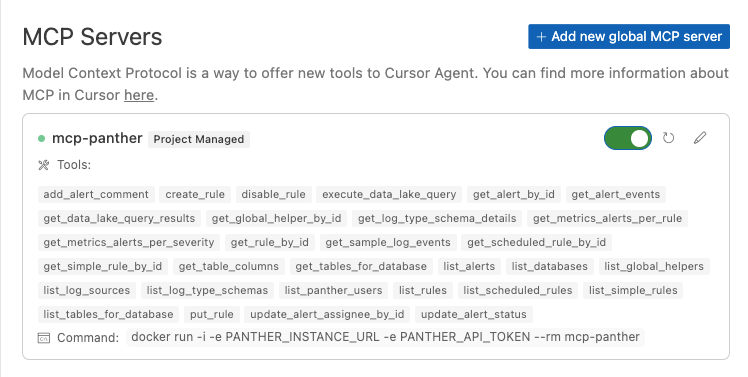 MCP Servers
+ Add new global MCP server
Model Context Protocol is a way to offer new tools to Cursor Agent. You can find more information about
MCP in Cursor here.
mcp-panther Project Managed
Tools:
add_alert_comment create_rule disable_rule execute_data_lake_query get_alert_by_id get_alert_events
get_data_lake_query_results get_global_helper_by_id get_log_type_schema_details get_metrics_alerts_per_rule
get_metrics_alerts_per_severity get_rule_by_id get_sample_log_events get_scheduled_rule_by_id
get_simple_rule_by_id get_table_columns get_tables_for_database list_alerts list_databases list_global_helpers
list_log_sources list_log_type_schemas list_panther_users list_rules list_scheduled_rules list_simple_rules
list_tables_for_database put_rule update_alert_assignee_by_id update_alert_status
Command: docker run -i -e PANTHER_INSTANCE_URL -e PANTHER_API_TOKEN --rm mcp-panther